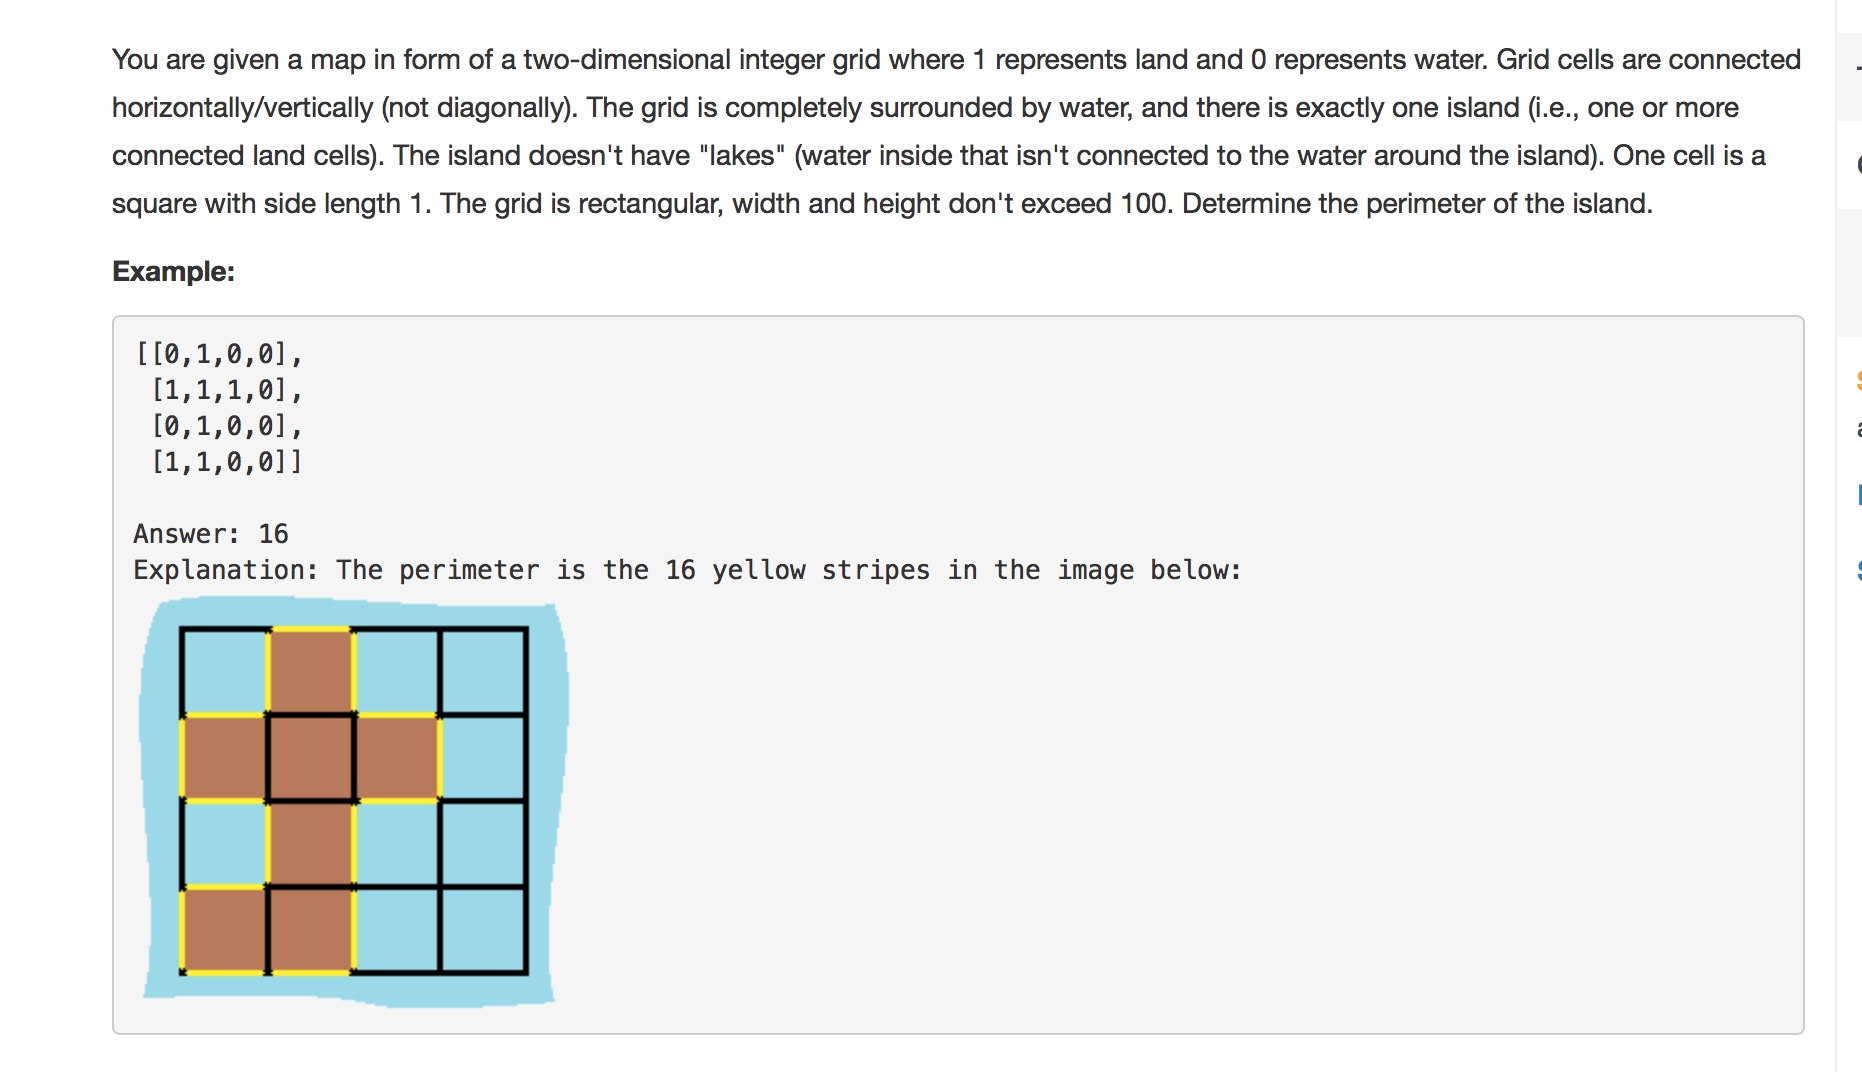 You are given a map in form of a two-dimensional integer grid where 1 represents land and 0 represents water. Grid cells are connected
horizontally/vertically (not diagonally). The grid is completely surrounded by water, and there is exactly one island (i.e., one or more
connected land cells). The island doesn't have "lakes" (water inside that isn't connected to the water around the island). One cell is a
square with side length 1. The grid is rectangular, width and height don't exceed 100. Determine the perimeter of the island.
Example:
[[0,1,0,0],
 [1,1,1,0],
 [0,1,0,0],
 [1,1,0,0]]
Answer: 16
Explanation: The perimeter is the 16 yellow stripes in the image below: